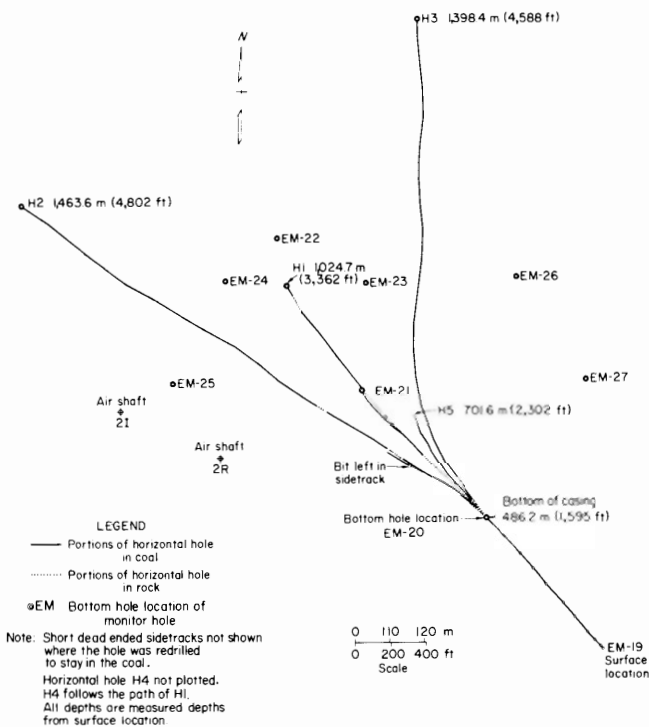 H3 1,398.4 m (4,588 ft)
N
H2 1,463.6 m (4,802 ft)
EM-22
H1 1,024.7 m
(3,362 ft)
EM-24
EM-23
EM-26
EM-25
EM-21
EM-27
Air shaft
2I
H5 701.6 m (2,302 ft)
Air shaft
2R
Bit left in
sidetrack
Bottom of casing
486.2 m (1,595 ft)
Bottom hole location
EM-20
LEGEND
Portions of horizontal hole
in coal
Portions of horizontal hole
in rock
EM Bottom hole location of
monitor hole
Note: Short dead ended sidetracks not shown
where the hole was redrilled
to stay in the coal.
Horizontal hole H4 not plotted.
H4 follows the path of H1.
All depths are measured depths
from surface location
0 110 120 m
0 200 400 ft
Scale
EM-19
Surface
location